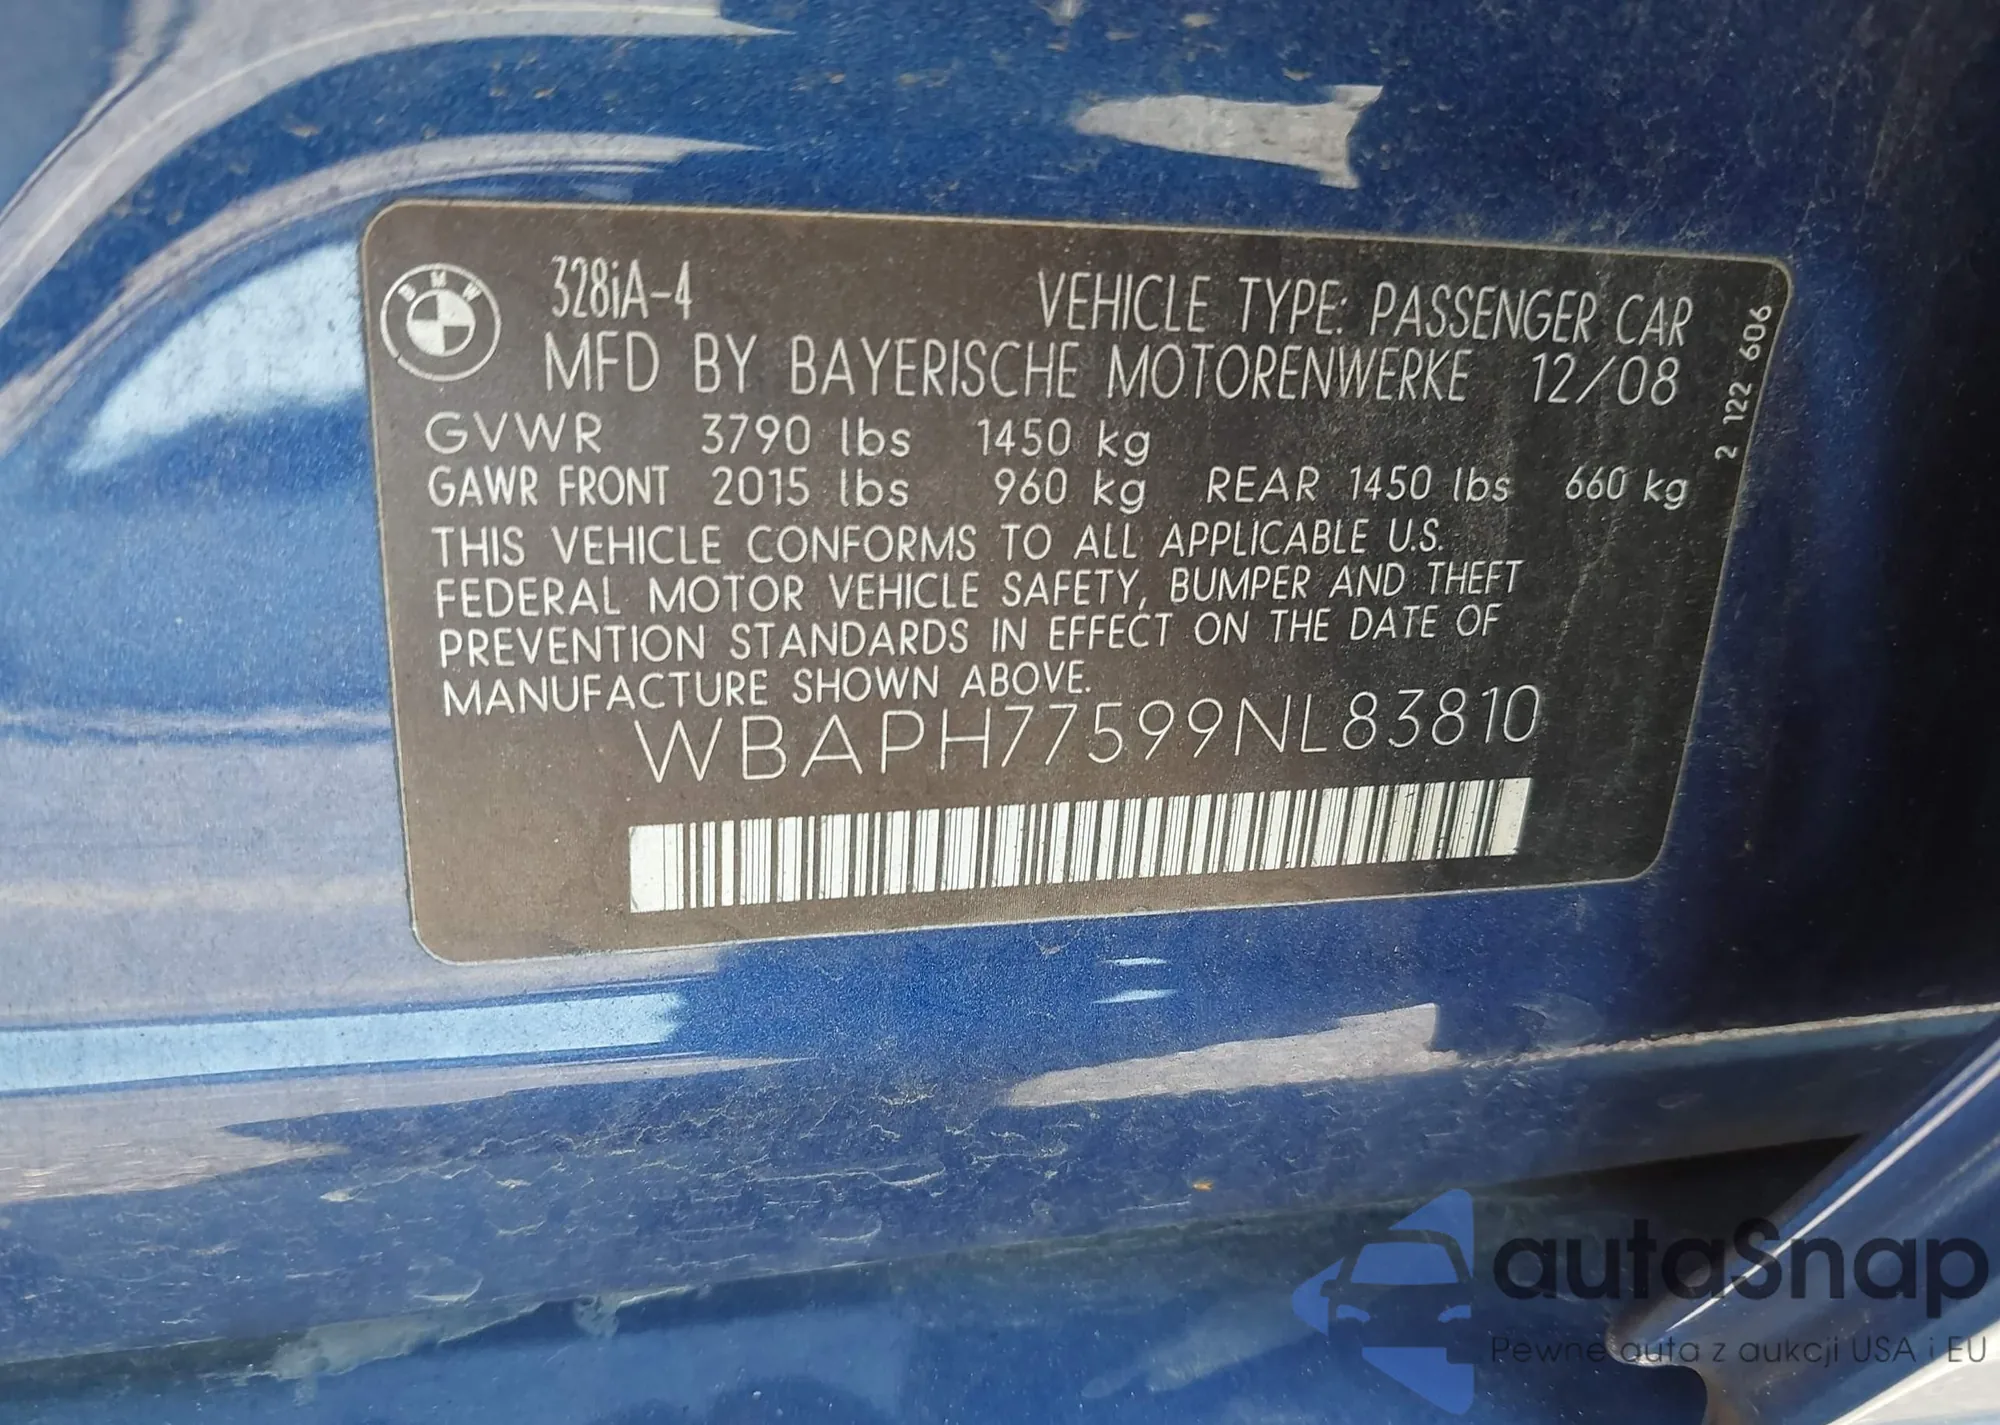 BMW
328iA-4
VEHICLE TYPE: PASSENGER CAR
MFD BY BAYERISCHE MOTORENWERKE 12/08
2 122 606
GVWR 3790 lbs 1450 kg
GAWR FRONT 2015 lbs 960 kg REAR 1450 lbs 660 kg
THIS VEHICLE CONFORMS TO ALL APPLICABLE U.S.
FEDERAL MOTOR VEHICLE SAFETY, BUMPER AND THEFT
PREVENTION STANDARDS IN EFFECT ON THE DATE OF
MANUFACTURE SHOWN ABOVE.
WBAPH77599NL83810
autaSnap
Pewne auta z aukcji USA i EU